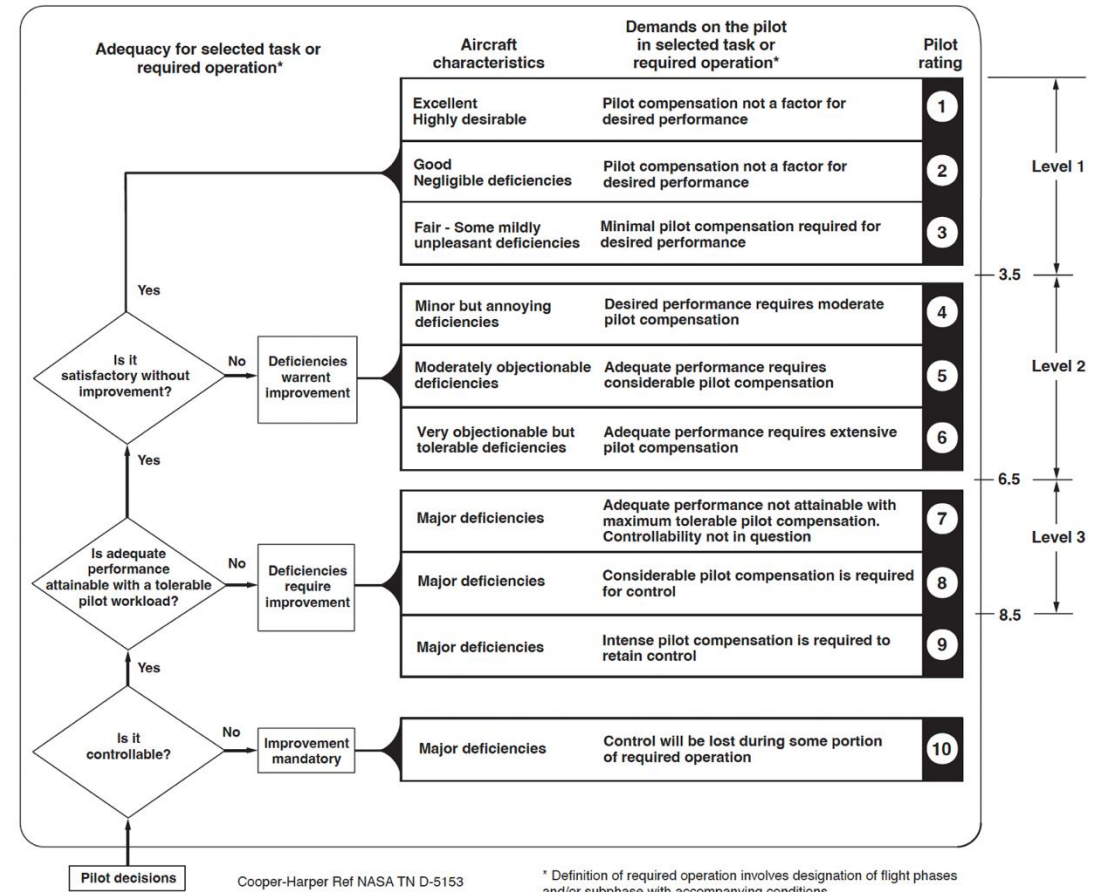 Adequacy for selected task or
required operation*
Aircraft
characteristics
Demands on the pilot
in selected task or
required operation*
Pilot
rating
Excellent
Highly desirable
Pilot compensation not a factor for
desired performance
1
Good
Negligible deficiencies
Pilot compensation not a factor for
desired performance
2
Fair - Some mildly
unpleasant deficiencies
Minimal pilot compensation required for
desired performance
3
Level 1
3.5
Yes
Is it
satisfactory without
improvement?
No
Deficiencies
warrent
improvement
Minor but annoying
deficiencies
Desired performance requires moderate
pilot compensation
4
Moderately objectionable
deficiencies
Adequate performance requires
considerable pilot compensation
5
Very objectionable but
tolerable deficiencies
Adequate performance requires extensive
pilot compensation
6
Level 2
6.5
Yes
Is adequate
performance
attainable with a tolerable
pilot workload?
No
Deficiencies
require
improvement
Major deficiencies
Adequate performance not attainable with
maximum tolerable pilot compensation.
Controllability not in question
7
Major deficiencies
Considerable pilot compensation is required
for control
8
Major deficiencies
Intense pilot compensation is required to
retain control
9
Level 3
8.5
Yes
Is it
controllable?
No
Improvement
mandatory
Major deficiencies
Control will be lost during some portion
of required operation
10
Pilot decisions
Cooper-Harper Ref NASA TN D-5153
* Definition of required operation involves designation of flight phases
and/or subphase with accompanying conditions